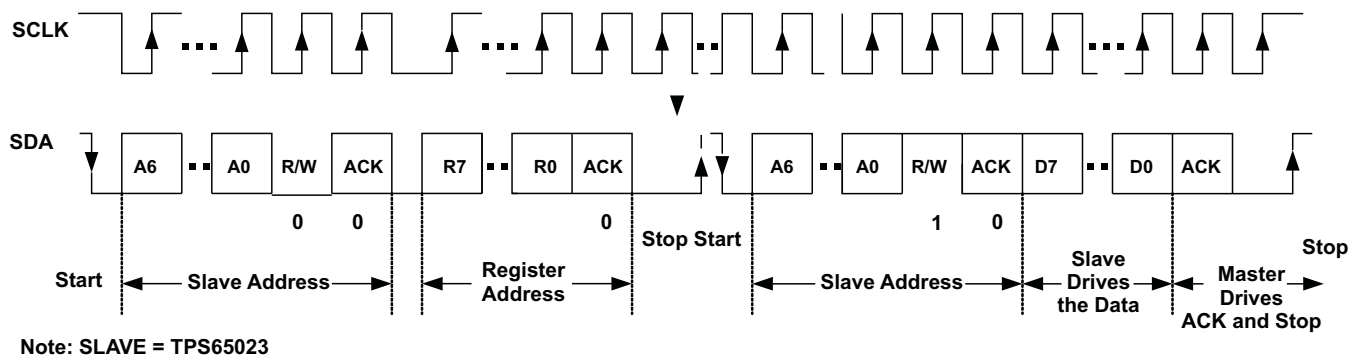 SCLK
SDA
A6 A0 R/W ACK R7 R0 ACK A6 A0 R/W ACK D7 D0 ACK
0 0 0 1 0
Stop Start
Start
Slave Address
Register
Address
Slave Address
Slave
Drives
the Data
Master
Drives
ACK and Stop
Stop
Note: SLAVE = TPS65023